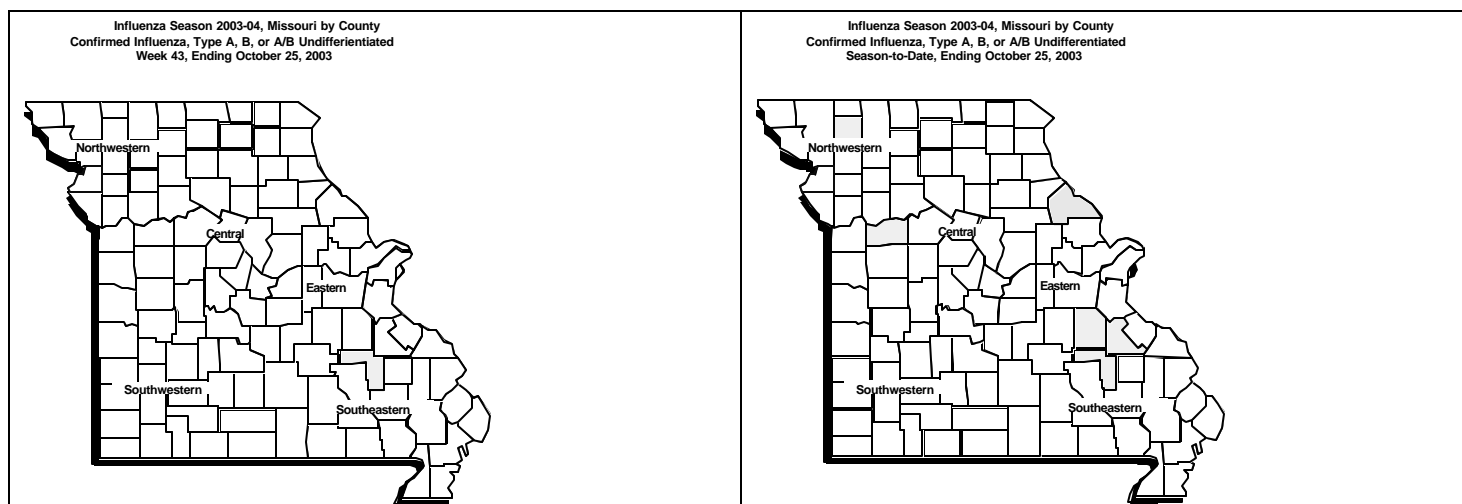 Influenza Season 2003-04, Missouri by County
Confirmed Influenza, Type A, B, or A/B Undifferientiated
Week 43, Ending October 25, 2003
Northwestern
Central
Eastern
Southwestern
Southeastern
Influenza Season 2003-04, Missouri by County
Confirmed Influenza, Type A, B, or A/B Undifferentiated
Season-to-Date, Ending October 25, 2003
Northwestern
Central
Eastern
Southwestern
Southeastern